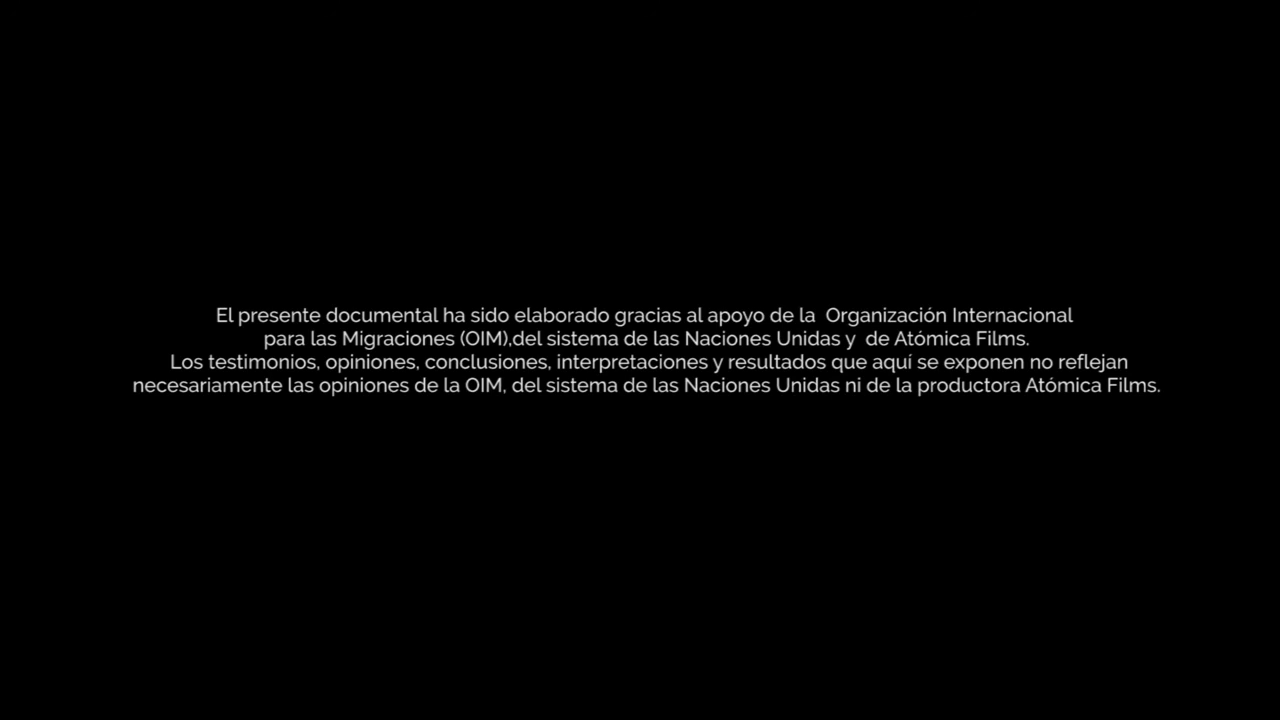 El presente documental ha sido elaborado gracias al apoyo de la  Organización Internacional
para las Migraciones (OIM),del sistema de las Naciones Unidas y  de Atómica Films.
Los testimonios, opiniones, conclusiones, interpretaciones y resultados que aquí se exponen no reflejan
necesariamente las opiniones de la OIM, del sistema de las Naciones Unidas ni de la productora Atómica Films.